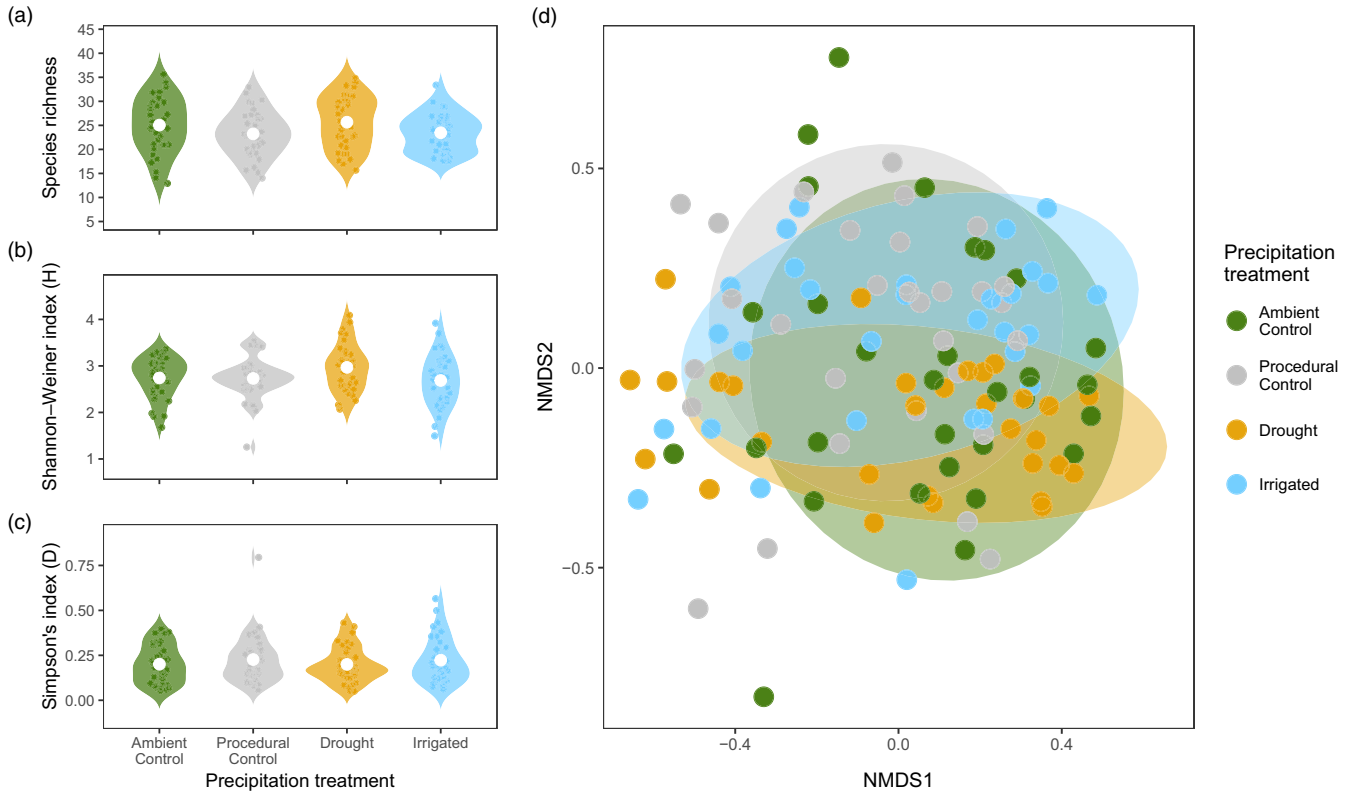 (a)
Species richness
45
40
35
30
25
20
15
10
5
(b)
Shannon–Weiner index (H)
4
3
2
1
(c)
Simpson's index (D)
0.75
0.50
0.25
0.00
Ambient
Control
Procedural
Control
Drought
Irrigated
Precipitation treatment
(d)
NMDS2
0.5
0.0
−0.5
−0.4
0.0
0.4
NMDS1
Precipitation
treatment
Ambient
Control
Procedural
Control
Drought
Irrigated